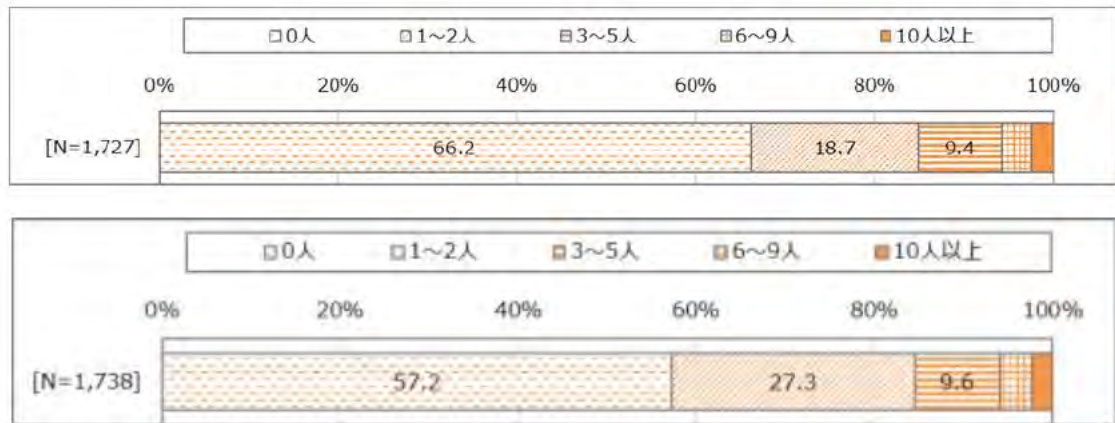 0人 1～2人 3～5人 6～9人 10人以上
0% 20% 40% 60% 80% 100%
[N=1,727] 66.2 18.7 9.4
0人 1～2人 3～5人 6～9人 10人以上
0% 20% 40% 60% 80% 100%
[N=1,738] 57.2 27.3 9.6